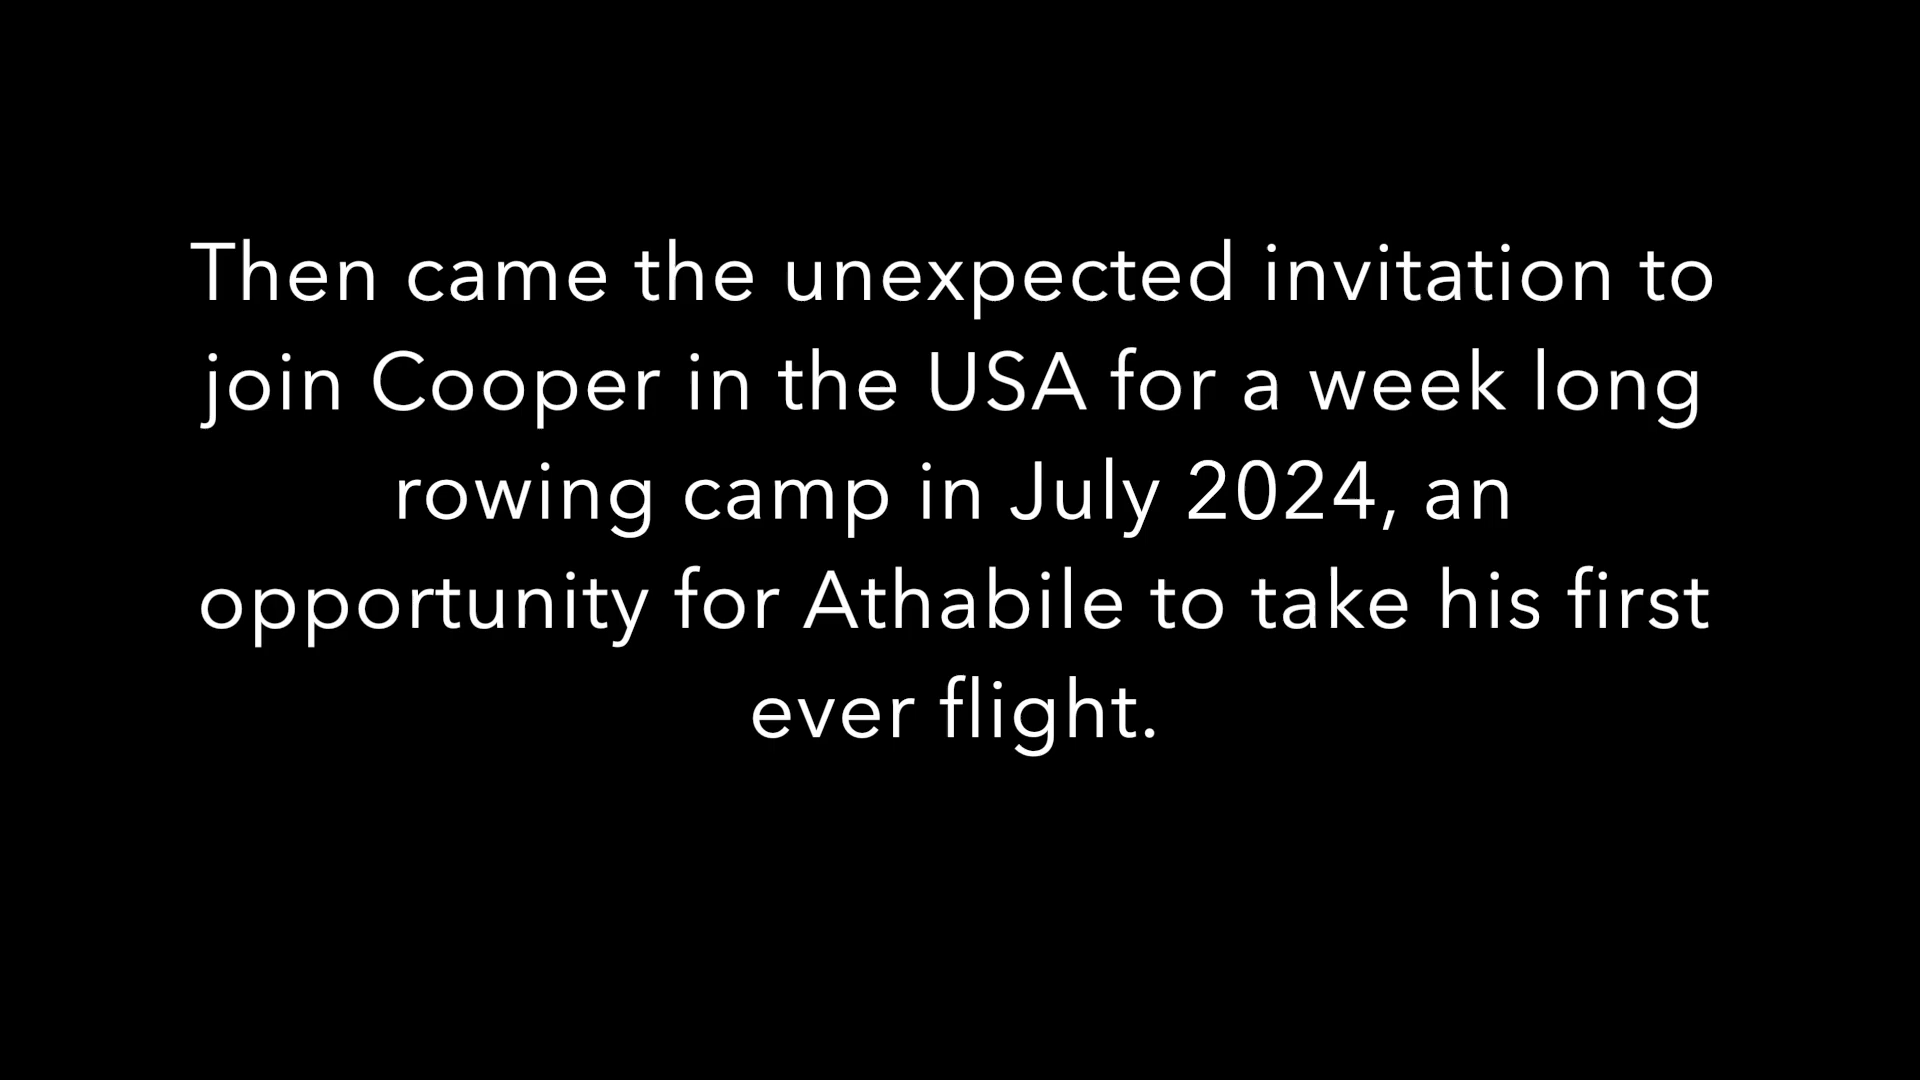 Then came the unexpected invitation to
join Cooper in the USA for a week long
rowing camp in July 2024, an
opportunity for Athabile to take his first
ever flight.